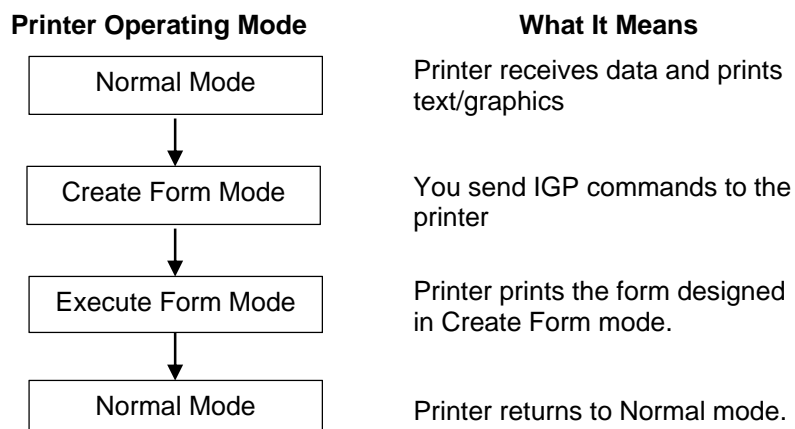 Printer Operating Mode
What It Means
Normal Mode
Printer receives data and prints
text/graphics
Create Form Mode
You send IGP commands to the
printer
Execute Form Mode
Printer prints the form designed
in Create Form mode.
Normal Mode
Printer returns to Normal mode.